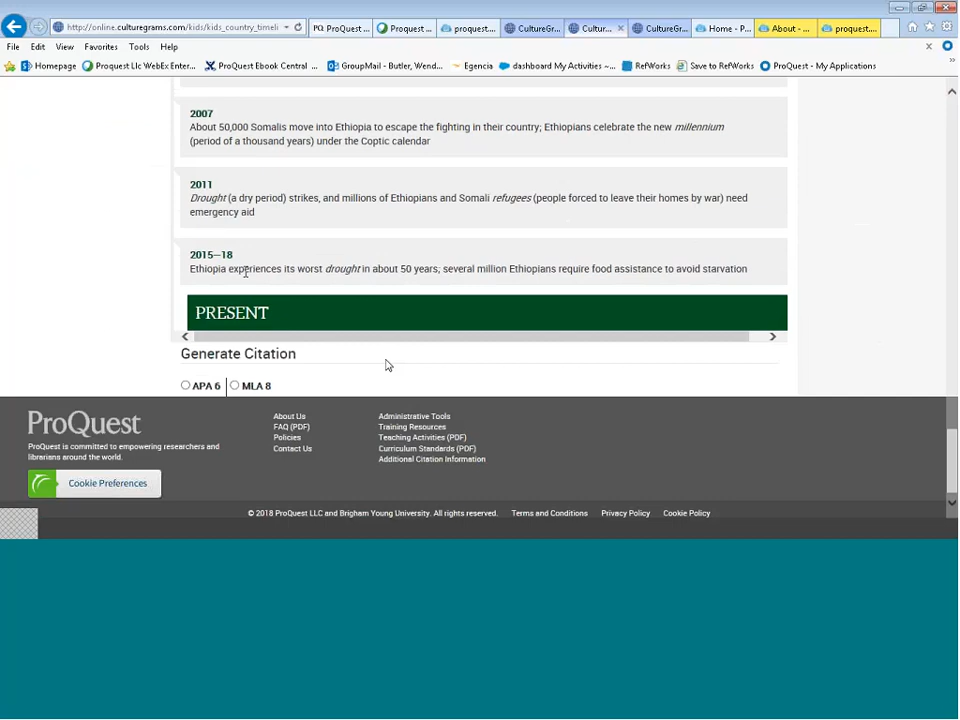 http://online.culturegrams.com/kids/kids_country_timeli
PQ ProQuest ...
Proquest ...
proquest....
CultureGr...
Cultur...
CultureGr...
Home - P...
About - ...
proquest....
File Edit View Favorites Tools Help
Homepage
Proquest Llc WebEx Enter...
ProQuest Ebook Central ...
GroupMail - Butler, Wend...
Egencia
dashboard My Activities ~...
RefWorks
Save to RefWorks
ProQuest - My Applications
2007
About 50,000 Somalis move into Ethiopia to escape the fighting in their country; Ethiopians celebrate the new millennium
(period of a thousand years) under the Coptic calendar
2011
Drought (a dry period) strikes, and millions of Ethiopians and Somali refugees (people forced to leave their homes by war) need
emergency aid
2015–18
Ethiopia experiences its worst drought in about 50 years; several million Ethiopians require food assistance to avoid starvation
PRESENT
Generate Citation
APA 6 MLA 8
ProQuest
ProQuest is committed to empowering researchers and
librarians around the world.
Cookie Preferences
About Us
FAQ (PDF)
Policies
Contact Us
Administrative Tools
Training Resources
Teaching Activities (PDF)
Curriculum Standards (PDF)
Additional Citation Information
© 2018 ProQuest LLC and Brigham Young University. All rights reserved. Terms and Conditions Privacy Policy Cookie Policy